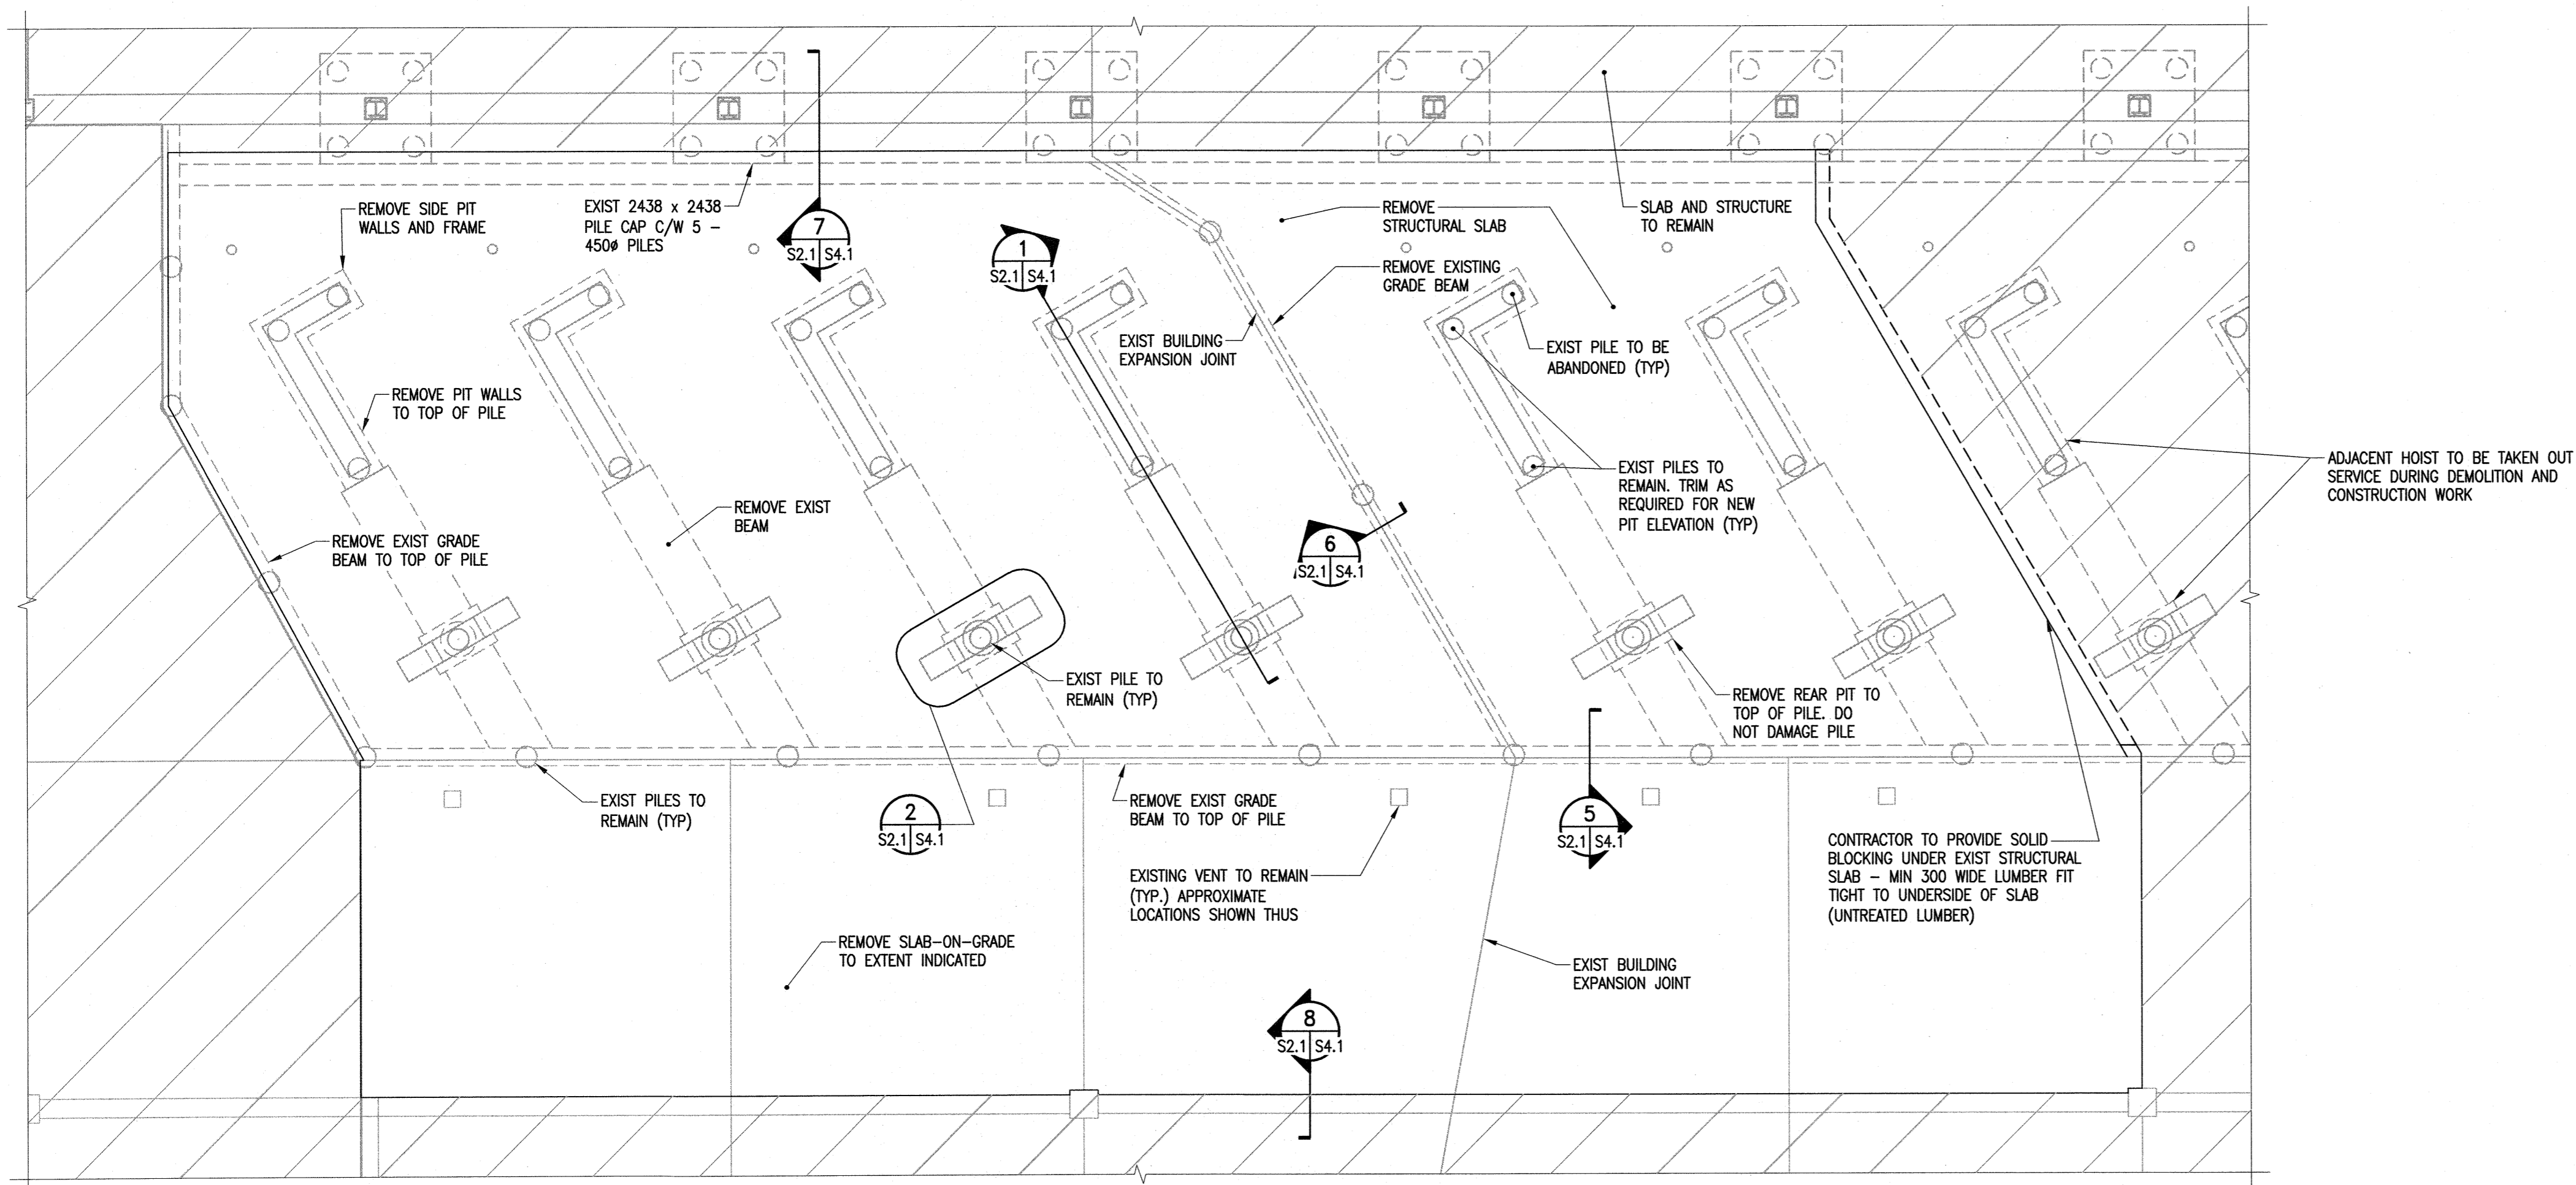 REMOVE SIDE PIT
WALLS AND FRAME
EXIST 2438 x 2438
PILE CAP C/W 5 -
450ø PILES
7
S2.1 S4.1
1
S2.1 S4.1
REMOVE
STRUCTURAL SLAB
SLAB AND STRUCTURE
TO REMAIN
REMOVE EXISTING
GRADE BEAM
EXIST BUILDING
EXPANSION JOINT
EXIST PILE TO BE
ABANDONED (TYP)
REMOVE PIT WALLS
TO TOP OF PILE
EXIST PILES TO
REMAIN. TRIM AS
REQUIRED FOR NEW
PIT ELEVATION (TYP)
ADJACENT HOIST TO BE TAKEN OUT
SERVICE DURING DEMOLITION AND
CONSTRUCTION WORK
REMOVE EXIST
BEAM
REMOVE EXIST GRADE
BEAM TO TOP OF PILE
6
S2.1 S4.1
EXIST PILE TO
REMAIN (TYP)
REMOVE REAR PIT TO
TOP OF PILE. DO
NOT DAMAGE PILE
EXIST PILES TO
REMAIN (TYP)
2
S2.1 S4.1
REMOVE EXIST GRADE
BEAM TO TOP OF PILE
5
S2.1 S4.1
EXISTING VENT TO REMAIN
(TYP.) APPROXIMATE
LOCATIONS SHOWN THUS
CONTRACTOR TO PROVIDE SOLID
BLOCKING UNDER EXIST STRUCTURAL
SLAB - MIN 300 WIDE LUMBER FIT
TIGHT TO UNDERSIDE OF SLAB
(UNTREATED LUMBER)
REMOVE SLAB-ON-GRADE
TO EXTENT INDICATED
EXIST BUILDING
EXPANSION JOINT
8
S2.1 S4.1